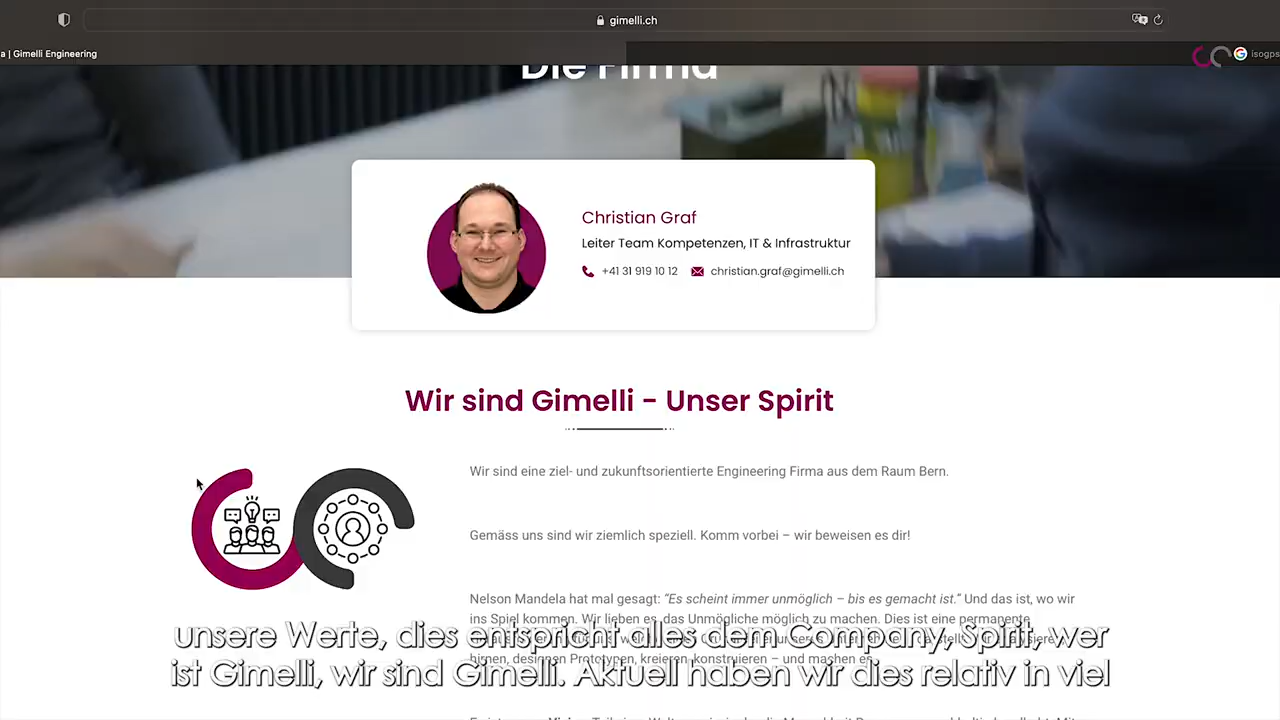 gimelli.ch
a | Gimelli Engineering
isogps
Die Firma
Christian Graf
Leiter Team Kompetenzen, IT & Infrastruktur
+41 31 919 10 12 christian.graf@gimelli.ch
Wir sind Gimelli - Unser Spirit
Wir sind eine ziel- und zukunftsorientierte Engineering Firma aus dem Raum Bern.
Gemäss uns sind wir ziemlich speziell. Komm vorbei – wir beweisen es dir!
Nelson Mandela hat mal gesagt: “Es scheint immer unmöglich – bis es gemacht ist.” Und das ist, wo wir
ins Spiel kommen. Wir lieben es, das Unmögliche möglich zu machen. Dies ist eine permanente
hirnen, designen Prototypen, kreieren, konstruieren – und machen es
unsere Werte, dies entspricht alles dem Company, Spirit, wer
ist Gimelli, wir sind Gimelli. Aktuell haben wir dies relativ in viel